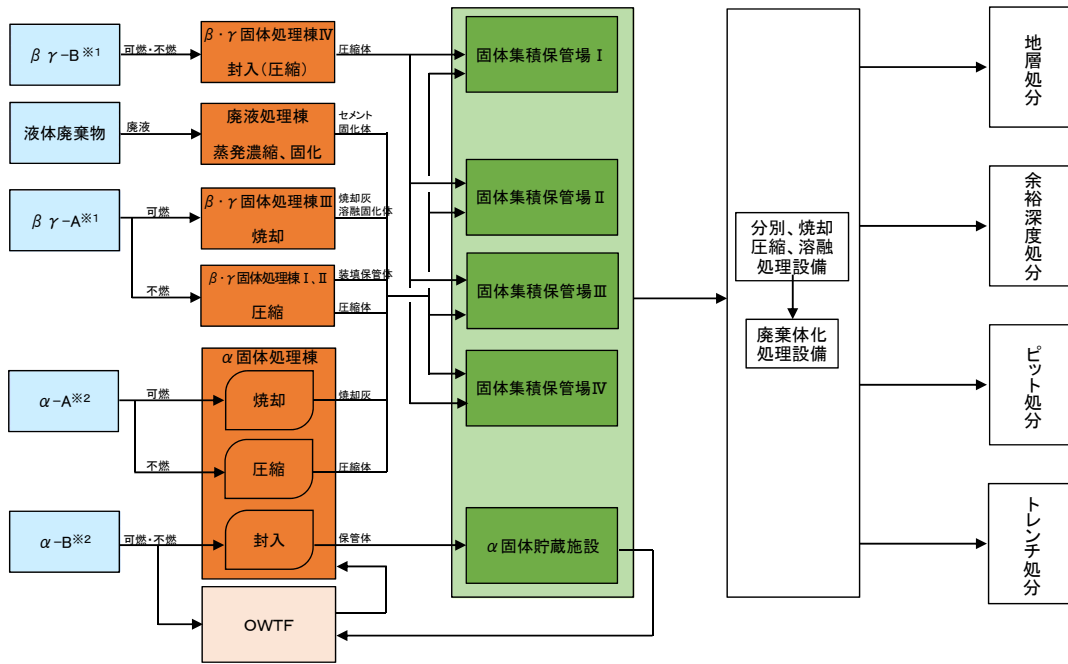 βγ-B※1
可燃・不燃
β・γ固体処理棟Ⅳ
封入(圧縮)
圧縮体
液体廃棄物
廃液
廃液処理棟
蒸発濃縮、固化
セメント
固化体
βγ-A※1
可燃
β・γ固体処理棟Ⅲ
焼却
焼却灰
溶融固化体
不燃
β・γ固体処理棟Ⅰ、Ⅱ
圧縮
装填保管体
圧縮体
α固体処理棟
α-A※2
可燃
焼却
焼却灰
不燃
圧縮
圧縮体
α-B※2
可燃・不燃
封入
保管体
OWTF
固体集積保管場Ⅰ
固体集積保管場Ⅱ
固体集積保管場Ⅲ
固体集積保管場Ⅳ
α固体貯蔵施設
分別、焼却
圧縮、溶融
処理設備
廃棄体化
処理設備
地層処分
余裕深度処分
ピット処分
トレンチ処分